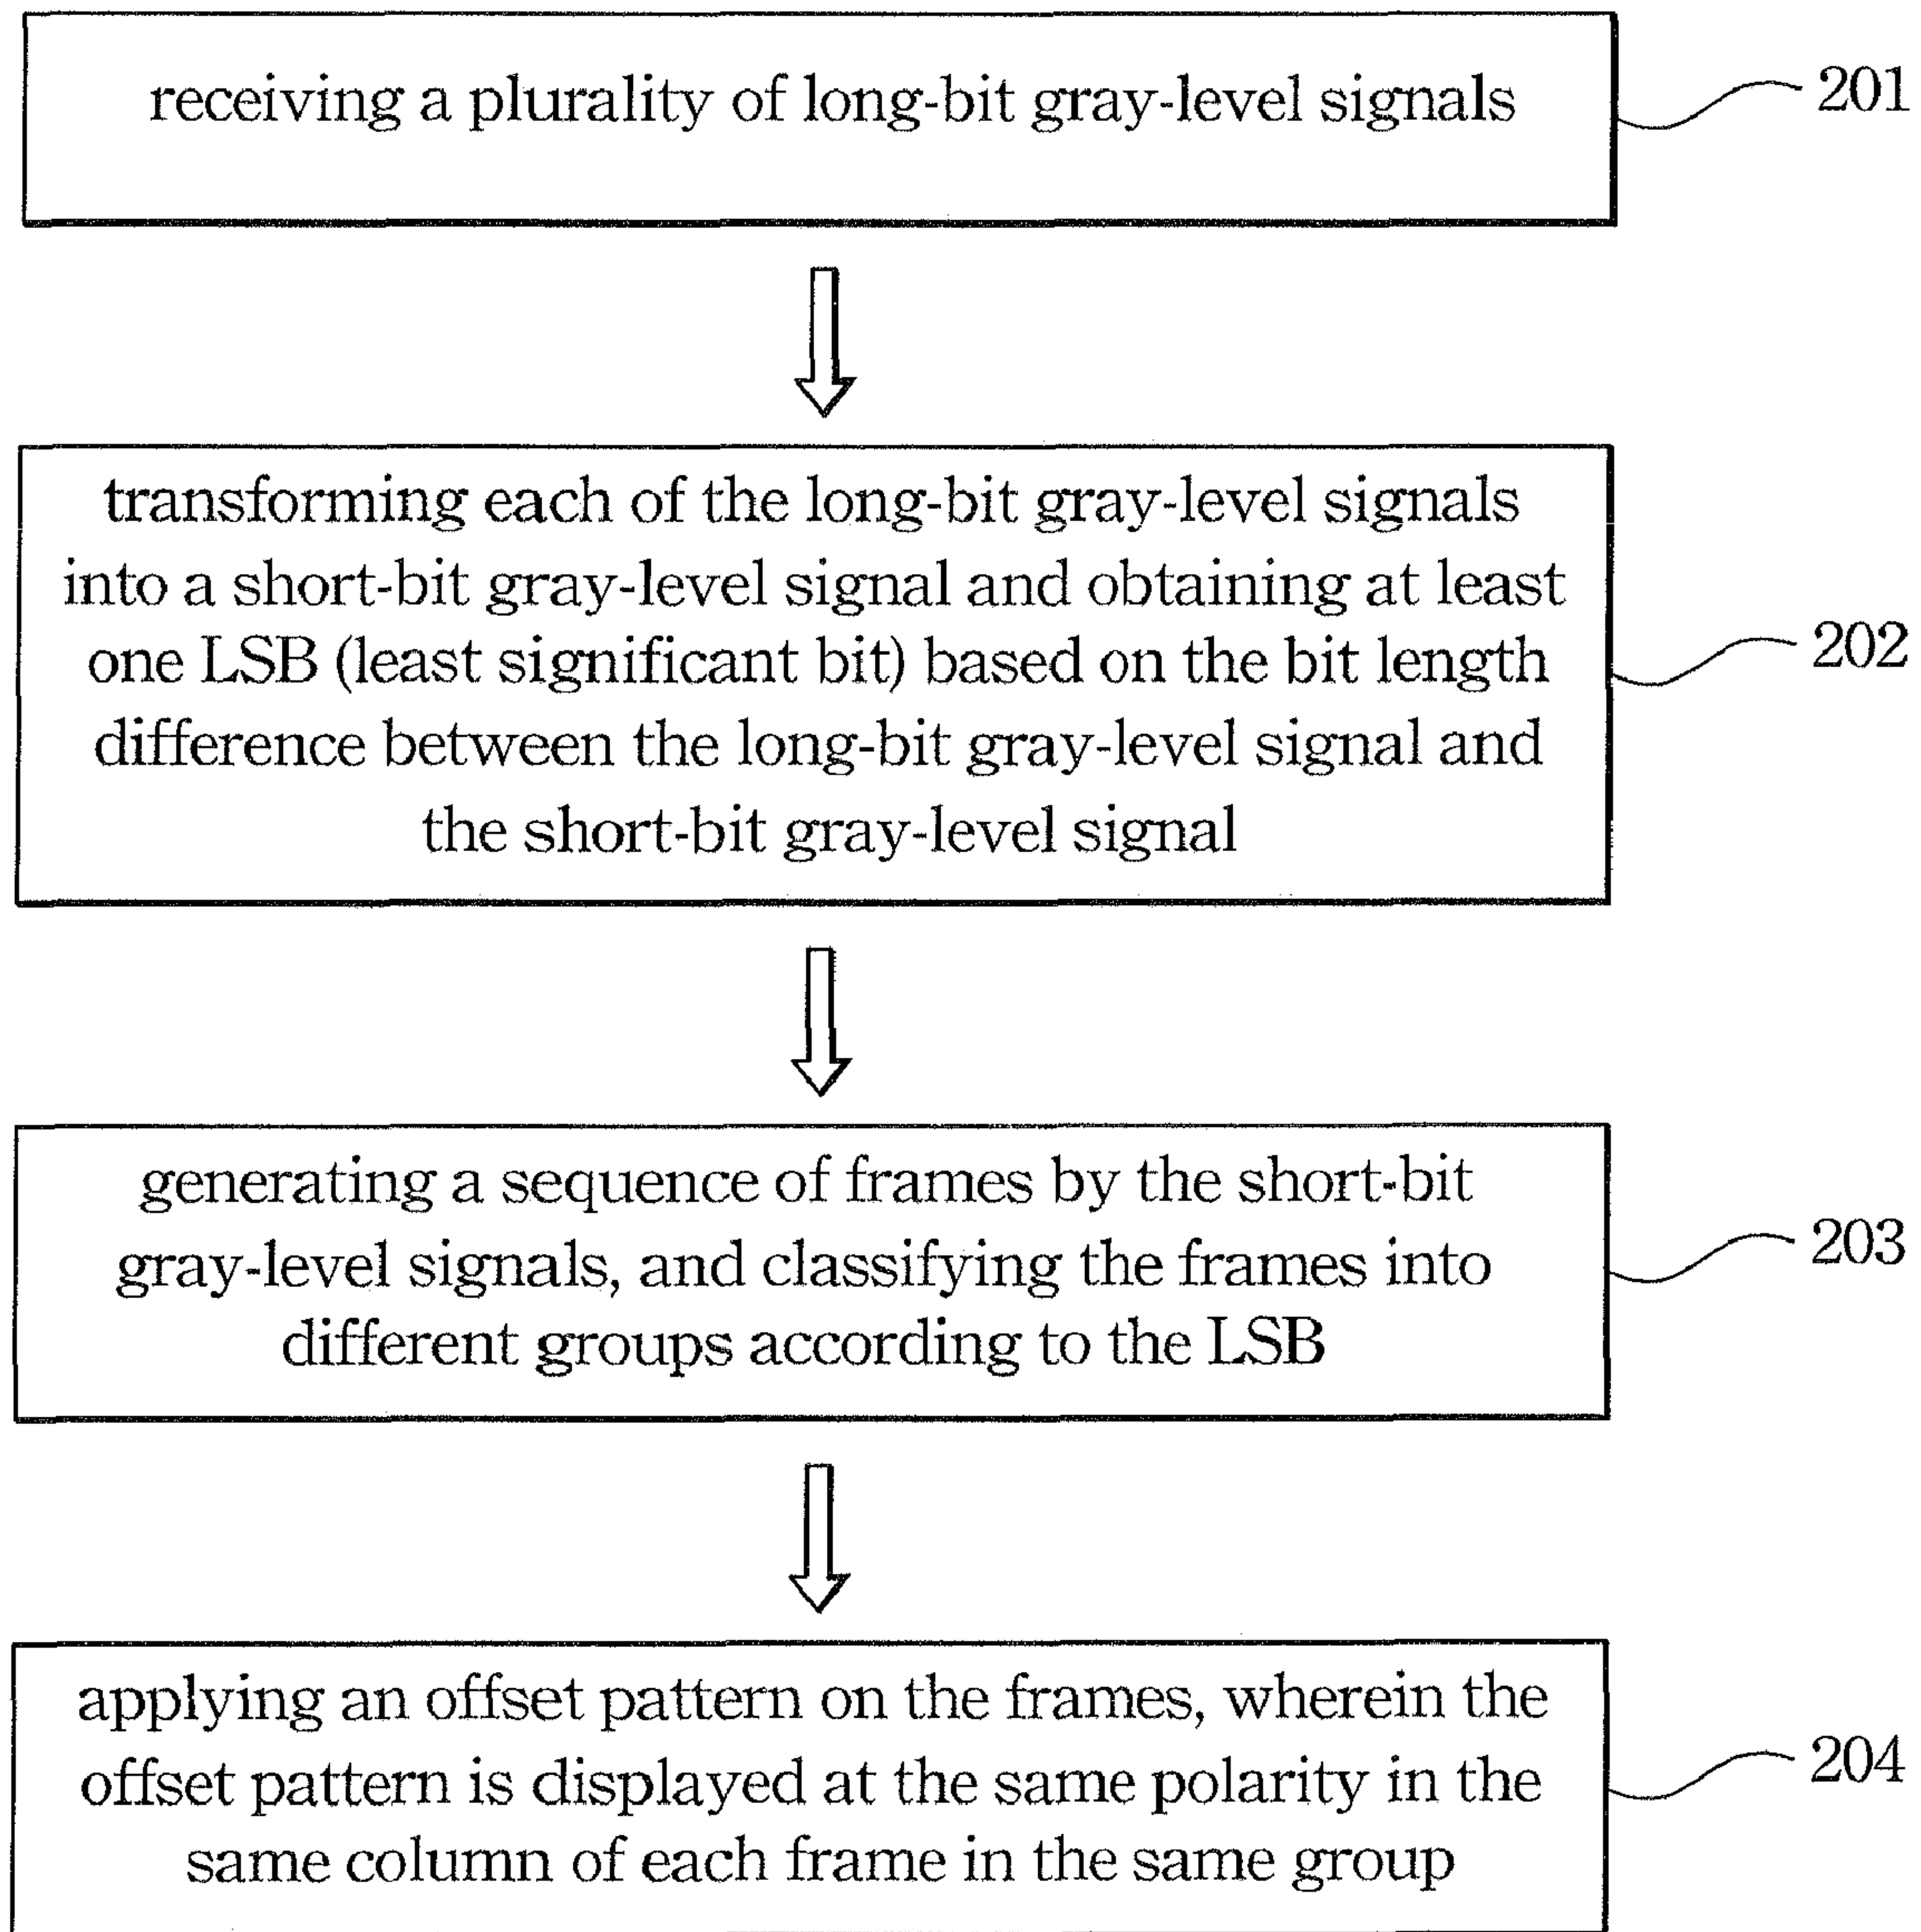 receiving a plurality of long-bit gray-level signals
201
transforming each of the long-bit gray-level signals
into a short-bit gray-level signal and obtaining at least
one LSB (least significant bit) based on the bit length
difference between the long-bit gray-level signal and
the short-bit gray-level signal
202
generating a sequence of frames by the short-bit
gray-level signals, and classifying the frames into
different groups according to the LSB
203
applying an offset pattern on the frames, wherein the
offset pattern is displayed at the same polarity in the
same column of each frame in the same group
204